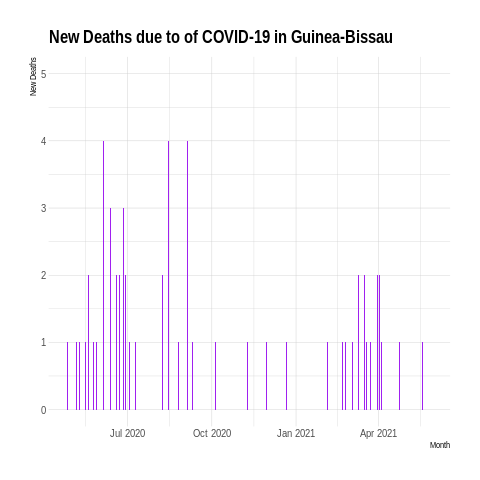 New Deaths due to of COVID-19 in Guinea-Bissau
New Deaths
5
4
3
2
1
0
Jul 2020 Oct 2020 Jan 2021 Apr 2021
Month